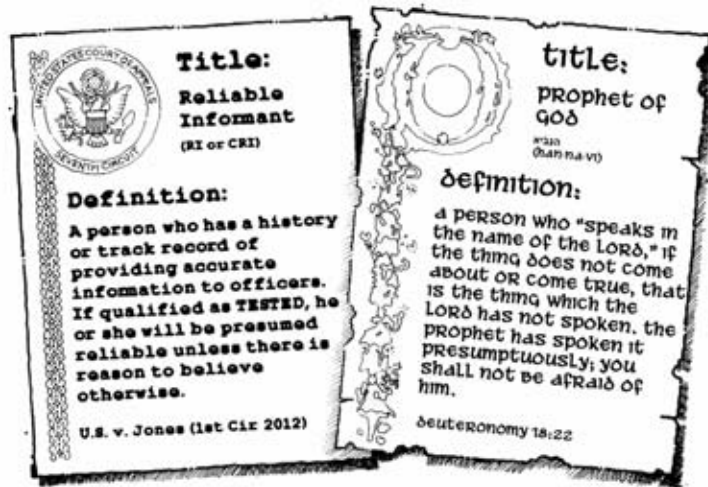 UNITED STATES COURT OF APPEALS
SEVENTH CIRCUIT
Title:
Reliable
Informant
(RI or CRI)
Definition:
A person who has a history
or track record of
providing accurate
information to officers.
If qualified as TESTED, he
or she will be presumed
reliable unless there is
reason to believe
otherwise.
U.S. v. Jones (1st Cir 2012)
title:
prophet of
god
הנביא
(han na·vi)
definition:
a person who "speaks in
the name of the Lord," if
the thing does not come
about or come true, that
is the thing which the
Lord has not spoken. the
prophet has spoken it
presumptuously; you
shall not be afraid of
him.
deuteronomy 18:22